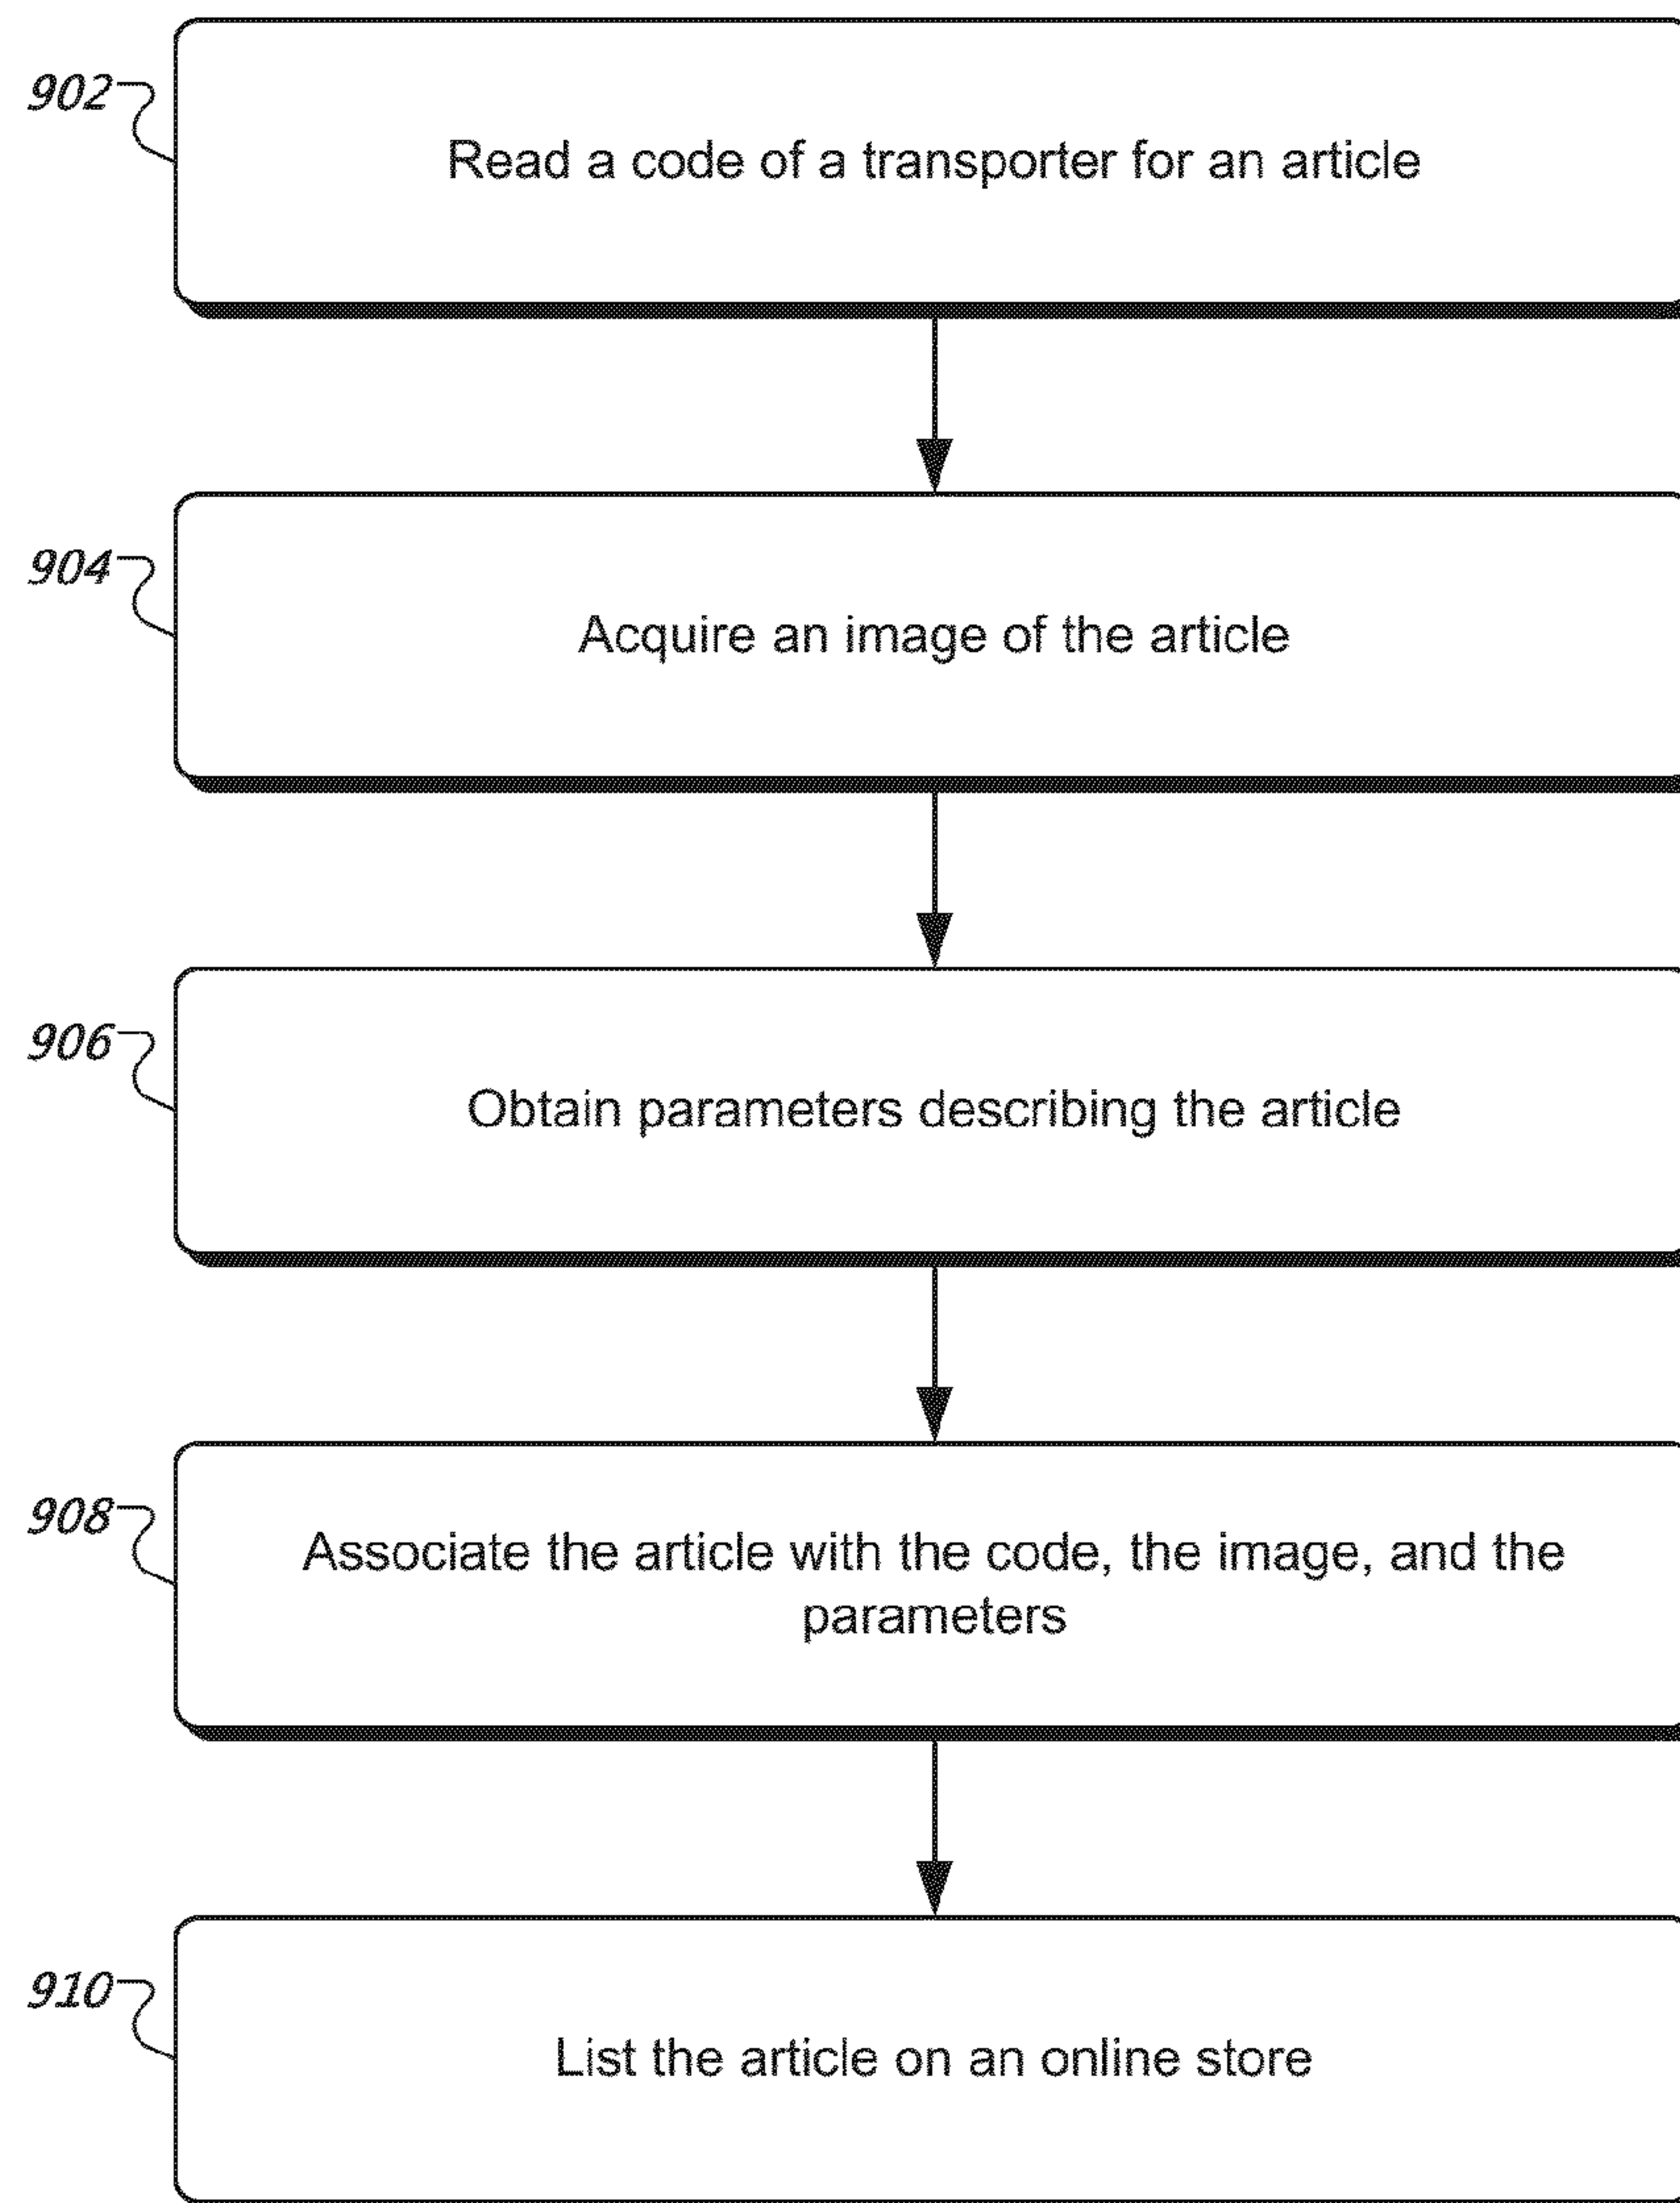 902
Read a code of a transporter for an article
904
Acquire an image of the article
906
Obtain parameters describing the article
908
Associate the article with the code, the image, and the
parameters
910
List the article on an online store